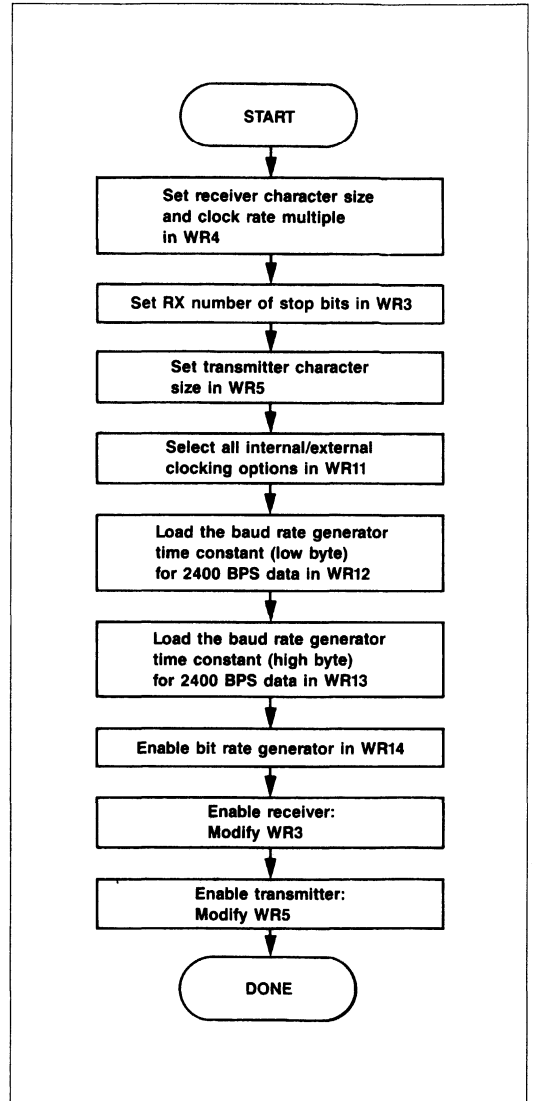 START
Set receiver character size
and clock rate multiple
in WR4
Set RX number of stop bits in WR3
Set transmitter character
size in WR5
Select all internal/external
clocking options in WR11
Load the baud rate generator
time constant (low byte)
for 2400 BPS data in WR12
Load the baud rate generator
time constant (high byte)
for 2400 BPS data in WR13
Enable bit rate generator in WR14
Enable receiver:
Modify WR3
Enable transmitter:
Modify WR5
DONE